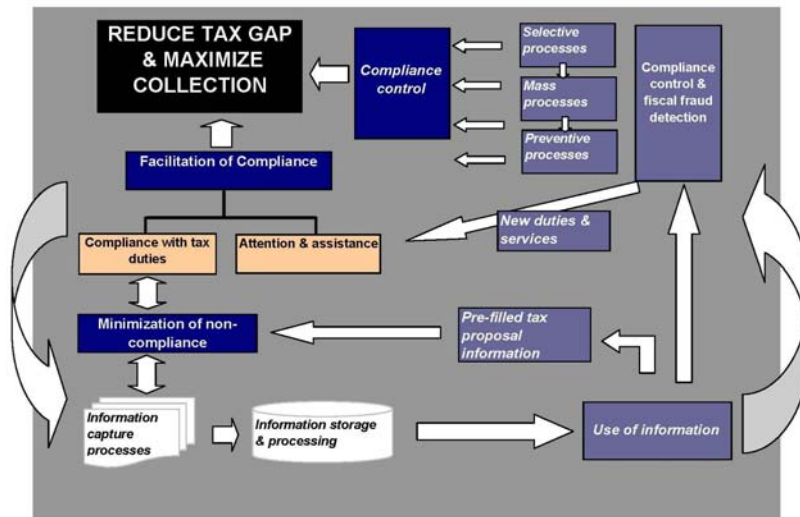 REDUCE TAX GAP
& MAXIMIZE
COLLECTION
Compliance
control
Selective
processes
Mass
processes
Preventive
processes
Compliance
control &
fiscal fraud
detection
Facilitation of Compliance
Compliance with tax
duties
Attention & assistance
New duties &
services
Minimization of non-
compliance
Pre-filled tax
proposal
information
Information
capture
processes
Information storage
& processing
Use of information